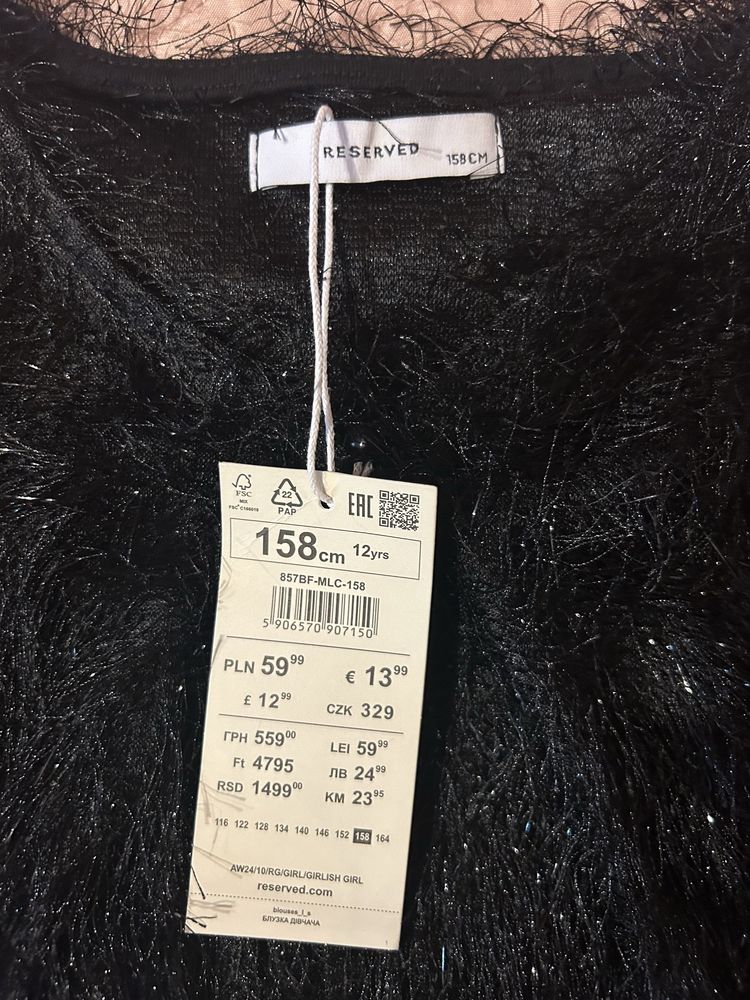 RESERVED 158CM
FSC
MIX
FSC® C166018
22
PAP
EAC
158cm 12yrs
857BF-MLC-158
5 906570 907150
PLN 59 99
€ 13 99
£ 12 99
CZK 329
ГРН 559 00
LEI 59 99
Ft 4795
ЛВ 24 99
RSD 1499 00
KM 23 95
116 122 128 134 140 146 152 158 164
AW24/10/RG/GIRL/GIRLISH GIRL
reserved.com
blouses_l_s
БЛУЗКА ДІВЧАЧА